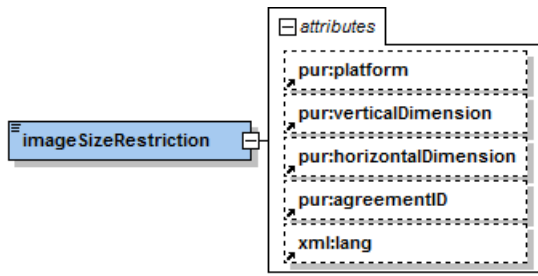 attributes
pur:platform
pur:verticalDimension
imageSizeRestriction
pur:horizontalDimension
pur:agreementID
xml:lang